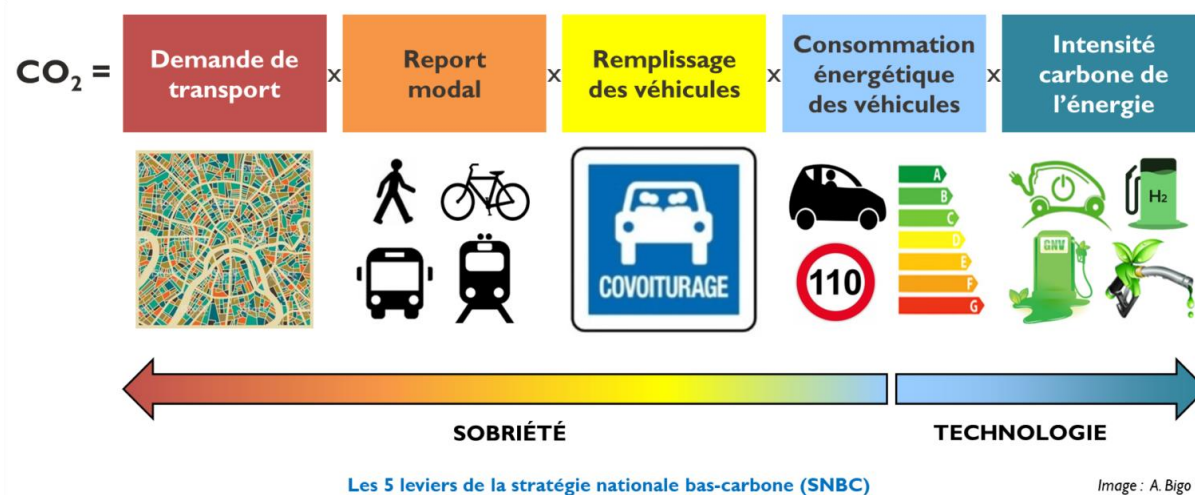 CO₂ =
Demande de
transport
x
Report
modal
x
Remplissage
des véhicules
x
Consommation
énergétique
des véhicules
x
Intensité
carbone de
l'énergie
COVOITURAGE
110
A
B
C
D
E
F
G
H₂
GNV
SOBRIÉTÉ
TECHNOLOGIE
Les 5 leviers de la stratégie nationale bas-carbone (SNBC)
Image : A. Bigo